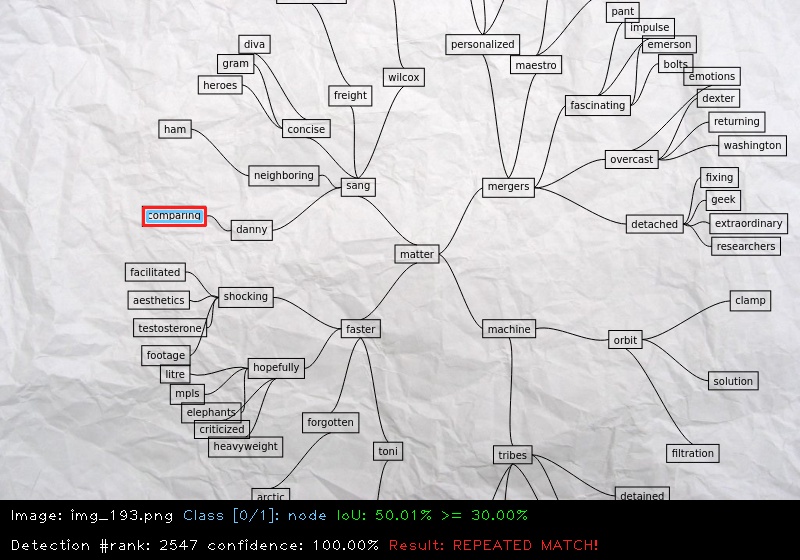 pant
impulse
diva
personalized
emerson
gram
maestro
bolts
wilcox
emotions
heroes
freight
dexter
fascinating
returning
ham
concise
washington
overcast
neighboring
fixing
sang
mergers
geek
comparing
extraordinary
danny
detached
researchers
matter
facilitated
shocking
aesthetics
clamp
testosterone
faster
machine
orbit
footage
hopefully
litre
solution
mpls
elephants
forgotten
criticized
heavyweight
toni
filtration
tribes
arctic
detained
Image: img_193.png Class [0/1]: node IoU: 50.01% >= 30.00%
Detection #rank: 2547 confidence: 100.00% Result: REPEATED MATCH!